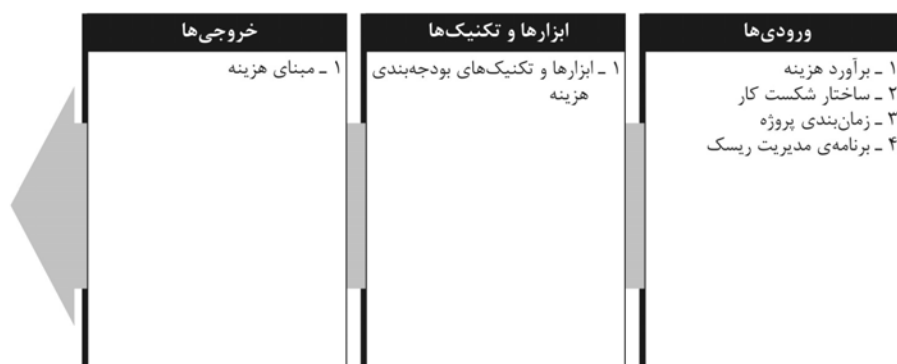 ورودی‌ها
۱ ـ برآورد هزینه
۲ ـ ساختار شکست کار
۳ ـ زمان‌بندی پروژه
۴ ـ برنامه‌ی مدیریت ریسک
ابزارها و تکنیک‌ها
۱ ـ ابزارها و تکنیک‌های بودجه‌بندی
هزینه
خروجی‌ها
۱ ـ مبنای هزینه